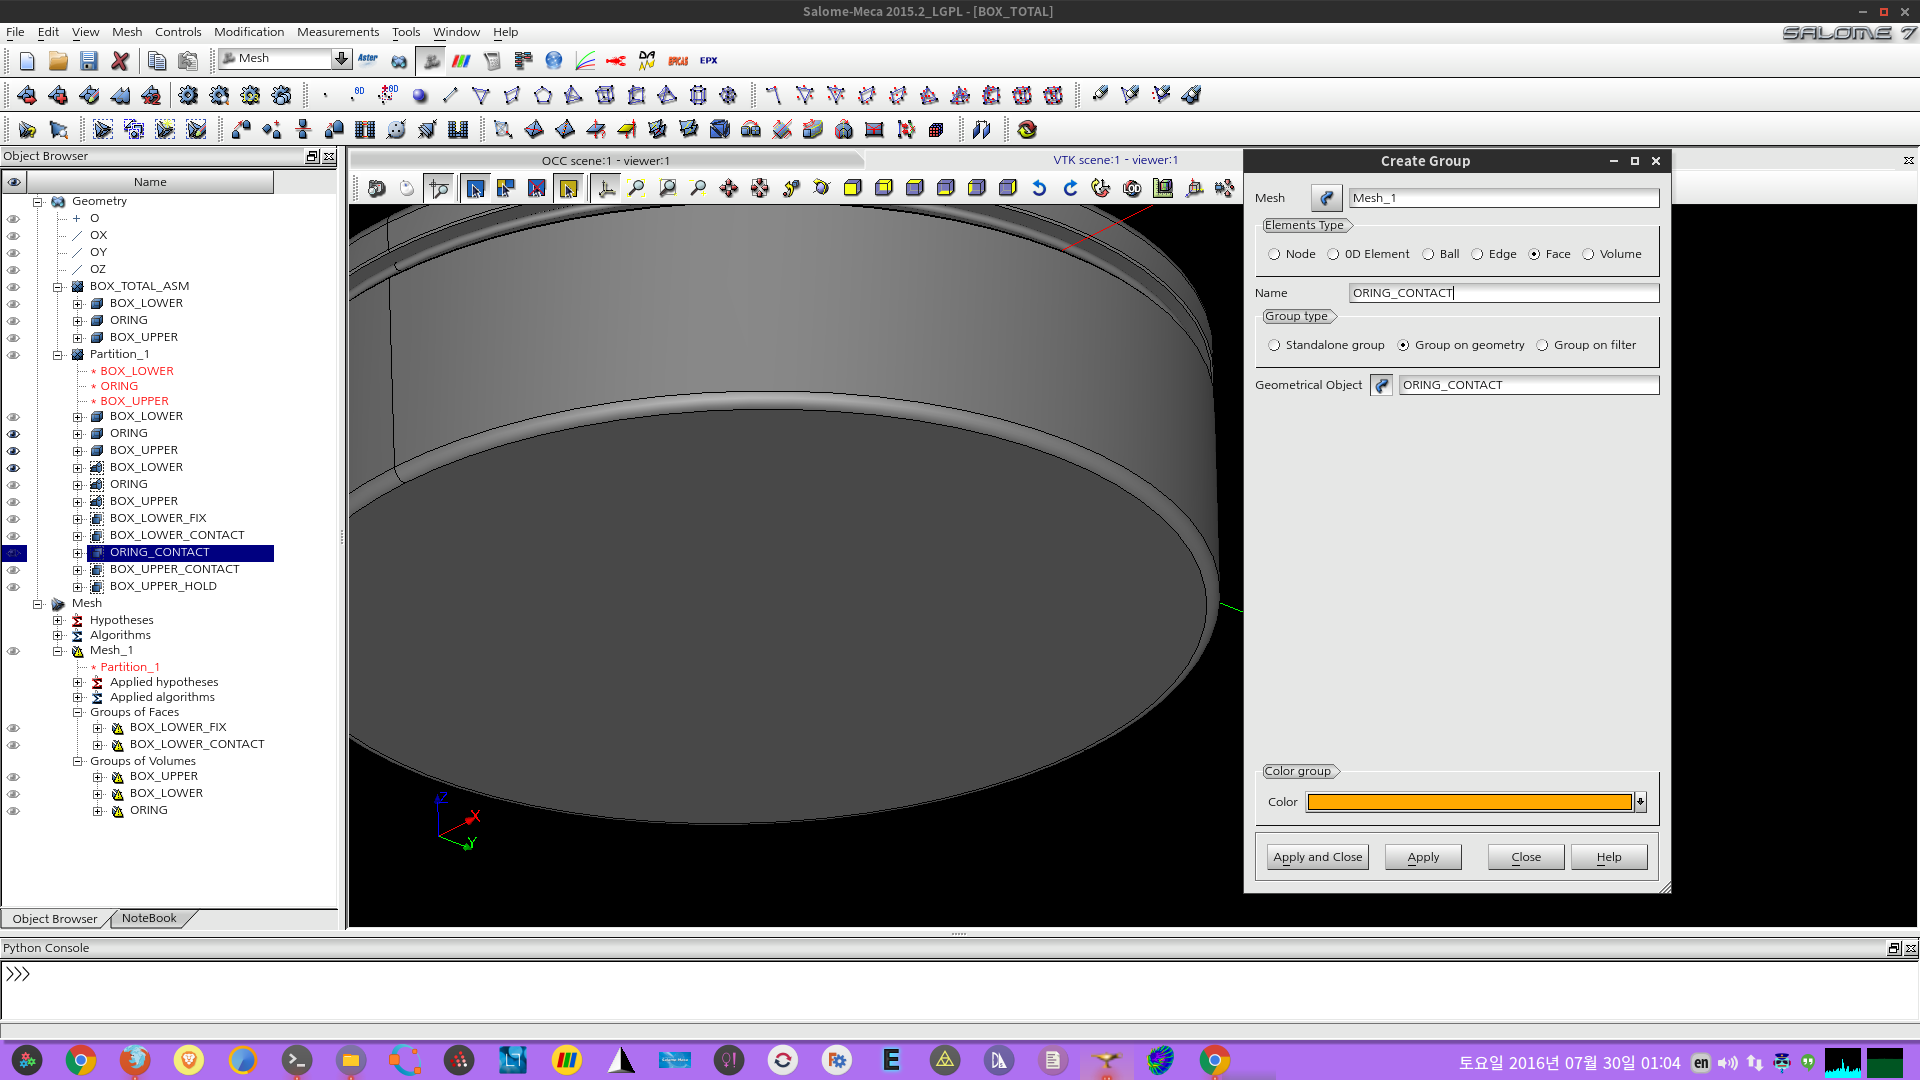 Salome-Meca 2015.2_LGPL - [BOX_TOTAL]
File Edit View Mesh Controls Modification Measurements Tools Window Help
SALOME 7
Mesh
Aster
EFICAS
EPX
0D
0D
Object Browser
OCC scene:1 - viewer:1
VTK scene:1 - viewer:1
Name
Geometry
O
OX
OY
OZ
BOX_TOTAL_ASM
BOX_LOWER
ORING
BOX_UPPER
Partition_1
* BOX_LOWER
* ORING
* BOX_UPPER
BOX_LOWER
ORING
BOX_UPPER
BOX_LOWER
ORING
BOX_UPPER
BOX_LOWER_FIX
BOX_LOWER_CONTACT
ORING_CONTACT
BOX_UPPER_CONTACT
BOX_UPPER_HOLD
Mesh
Hypotheses
Algorithms
Mesh_1
* Partition_1
Applied hypotheses
Applied algorithms
Groups of Faces
BOX_LOWER_FIX
BOX_LOWER_CONTACT
Groups of Volumes
BOX_UPPER
BOX_LOWER
ORING
Object Browser
NoteBook
Z
X
Y
Create Group
Mesh
Mesh_1
Elements Type
Node 0D Element Ball Edge Face Volume
Name
ORING_CONTACT
Group type
Standalone group Group on geometry Group on filter
Geometrical Object
ORING_CONTACT
Color group
Color
Apply and Close
Apply
Close
Help
Python Console
>>>
토요일 2016년 07월 30일 01:04
en